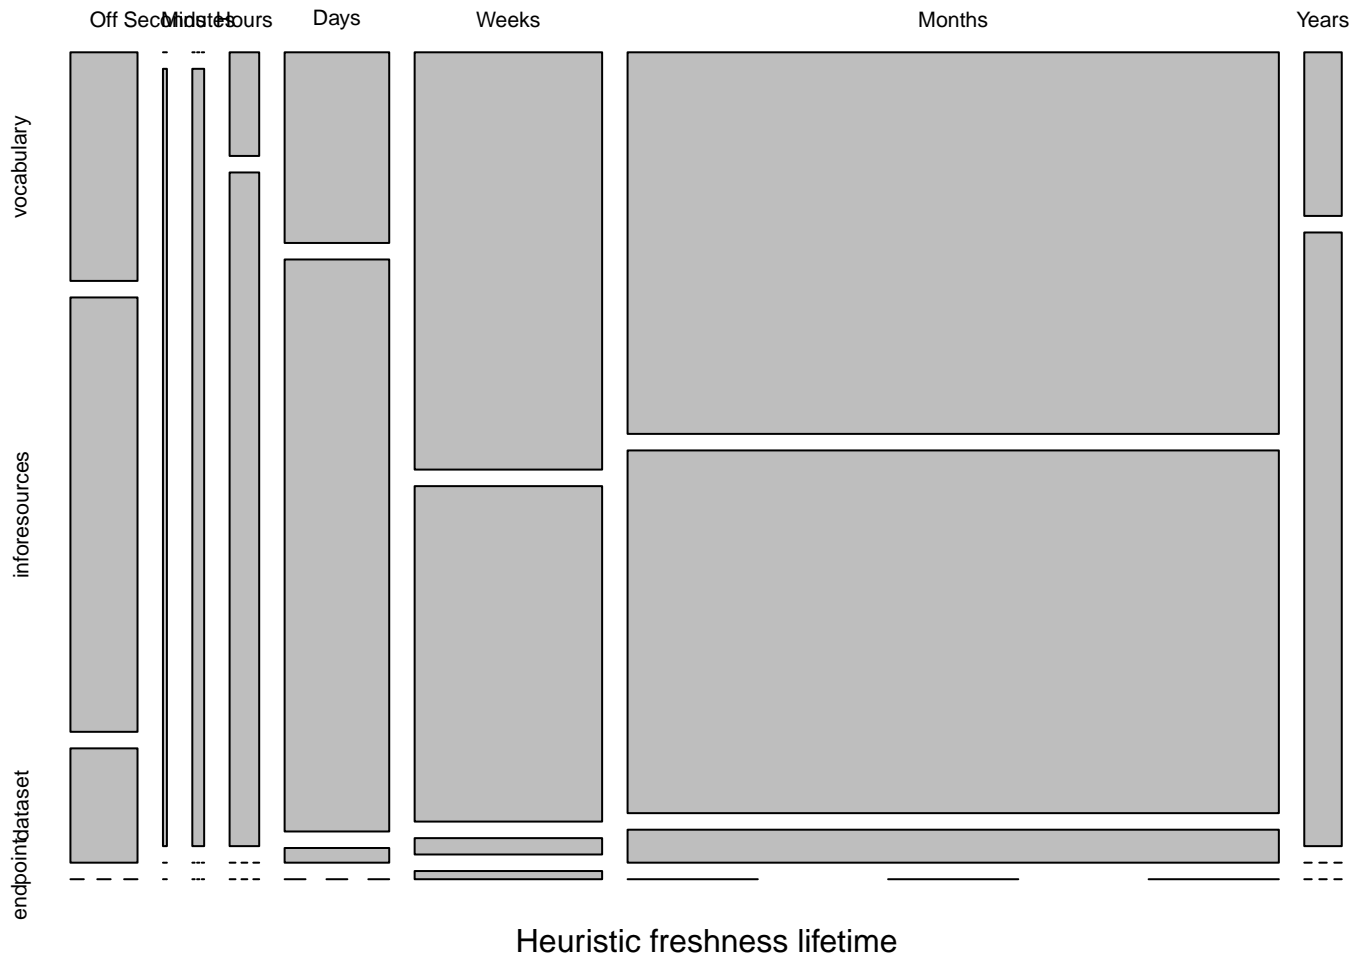 Off Seconds Minutes Hours Days Weeks Months Years
vocabulary
inforesources
dataset
endpoint
Heuristic freshness lifetime